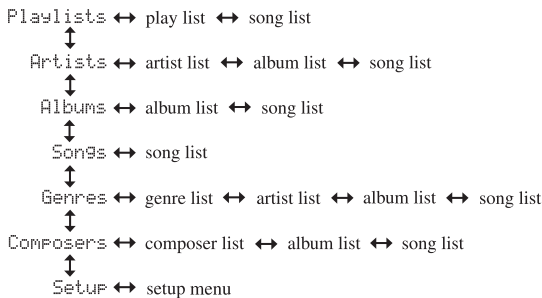 Playlists ↔ play list ↔ song list
Artists ↔ artist list ↔ album list ↔ song list
Albums ↔ album list ↔ song list
Songs ↔ song list
Genres ↔ genre list ↔ artist list ↔ album list ↔ song list
Composers ↔ composer list ↔ album list ↔ song list
Setup ↔ setup menu